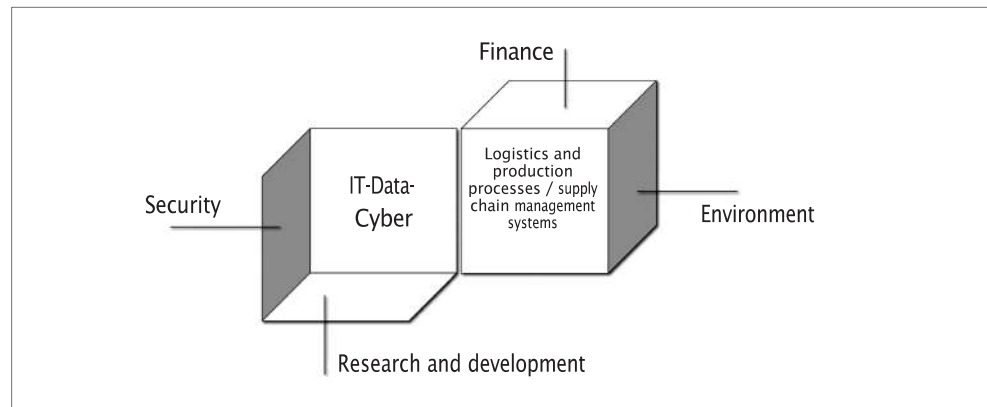 Finance
IT-Data-
Cyber
Logistics and
production
processes / supply
chain management
systems
Security
Environment
Research and development